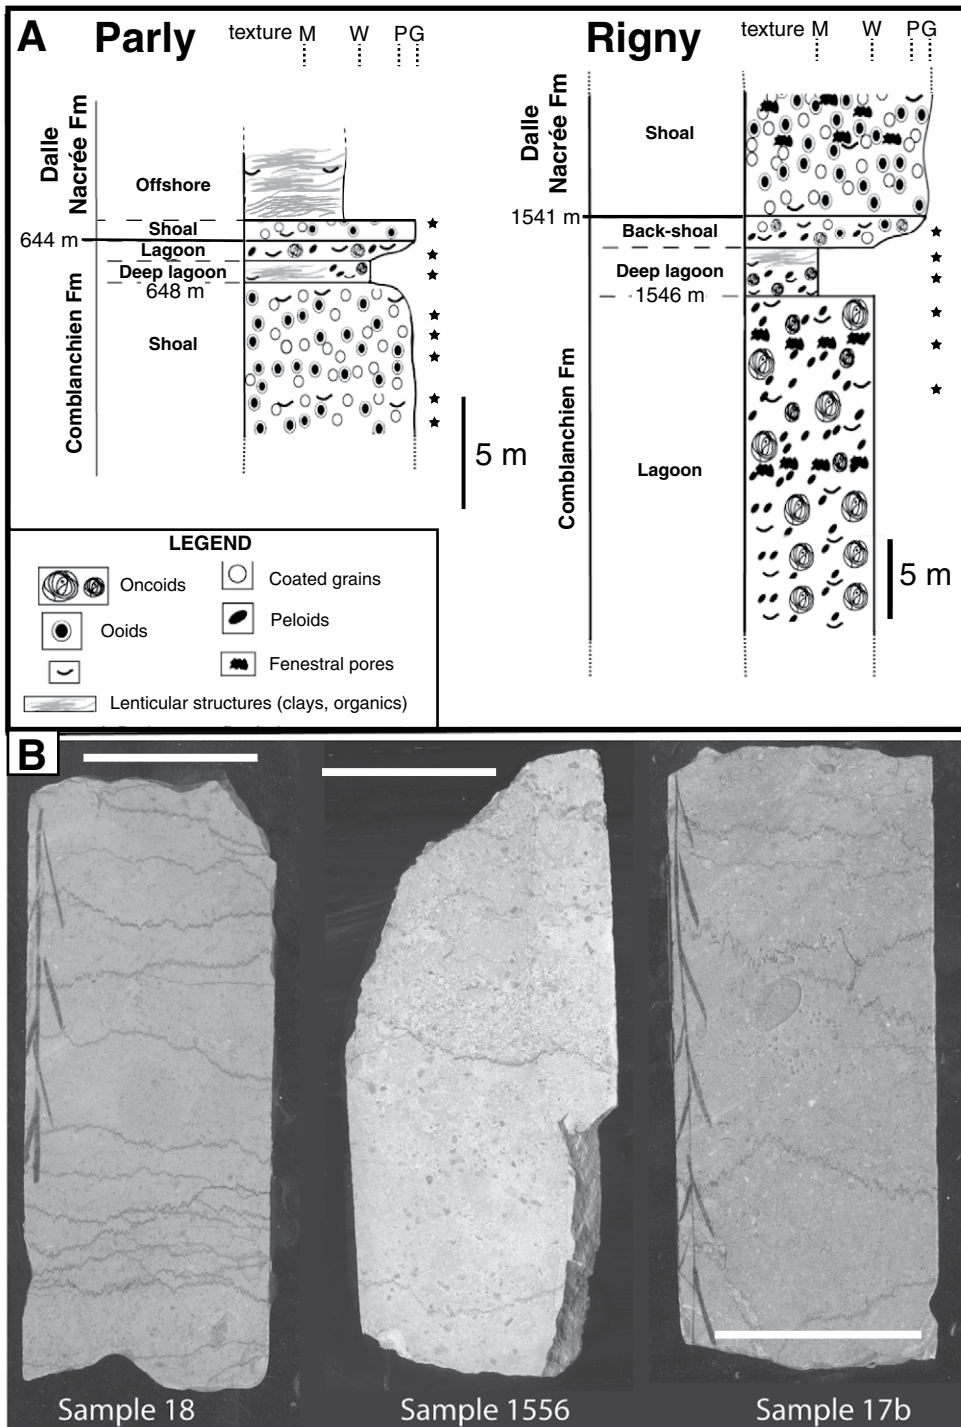 A Parly texture M W P G
Dalle Nacrée Fm
Offshore
Shoal
644 m
Lagoon
Deep lagoon
648 m
Shoal
Comblanchien Fm
5 m
Rigny texture M W P G
Dalle Nacrée Fm
Shoal
1541 m
Back-shoal
Deep lagoon
1546 m
Comblanchien Fm
Lagoon
5 m
LEGEND
Oncoids
Coated grains
Ooids
Peloids
Fenestral pores
Lenticular structures (clays, organics)
B
Sample 18
Sample 1556
Sample 17b